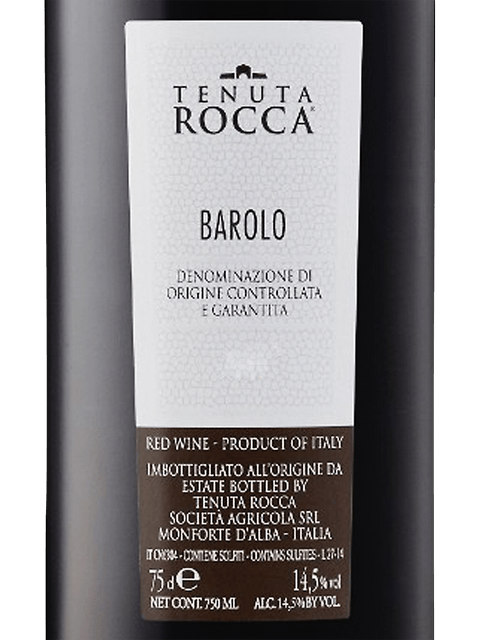 TENUTA
ROCCA
BAROLO
DENOMINAZIONE DI
ORIGINE CONTROLLATA
E GARANTITA
RED WINE - PRODUCT OF ITALY
IMBOTTIGLIATO ALL'ORIGINE DA
ESTATE BOTTLED BY
TENUTA ROCCA
SOCIETÀ AGRICOLA SRL
MONFORTE D'ALBA - ITALIA
- CONTIENE SOLFITI - CONTAINS SULFITES - L 27-14
75 cl e 14,5% vol
NET CONT. 750 ML ALC. 14,5% BY VOL.